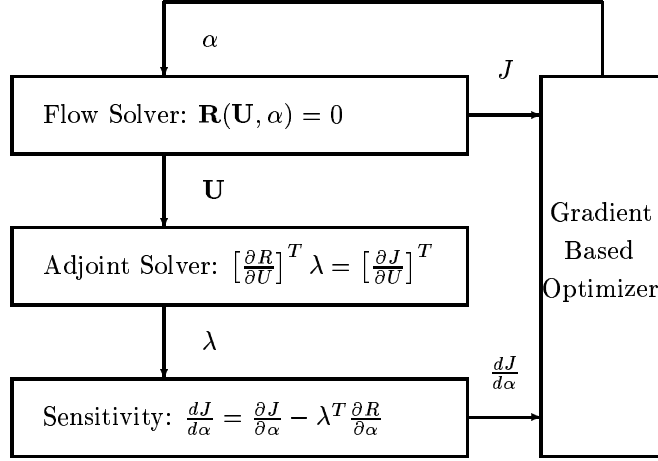 α
J
Flow Solver: R(U, α) = 0
U
Gradient
Based
Optimizer
Adjoint Solver: [∂R/∂U]^T λ = [∂J/∂U]^T
λ
dJ/dα
Sensitivity: dJ/dα = ∂J/∂α − λ^T ∂R/∂α